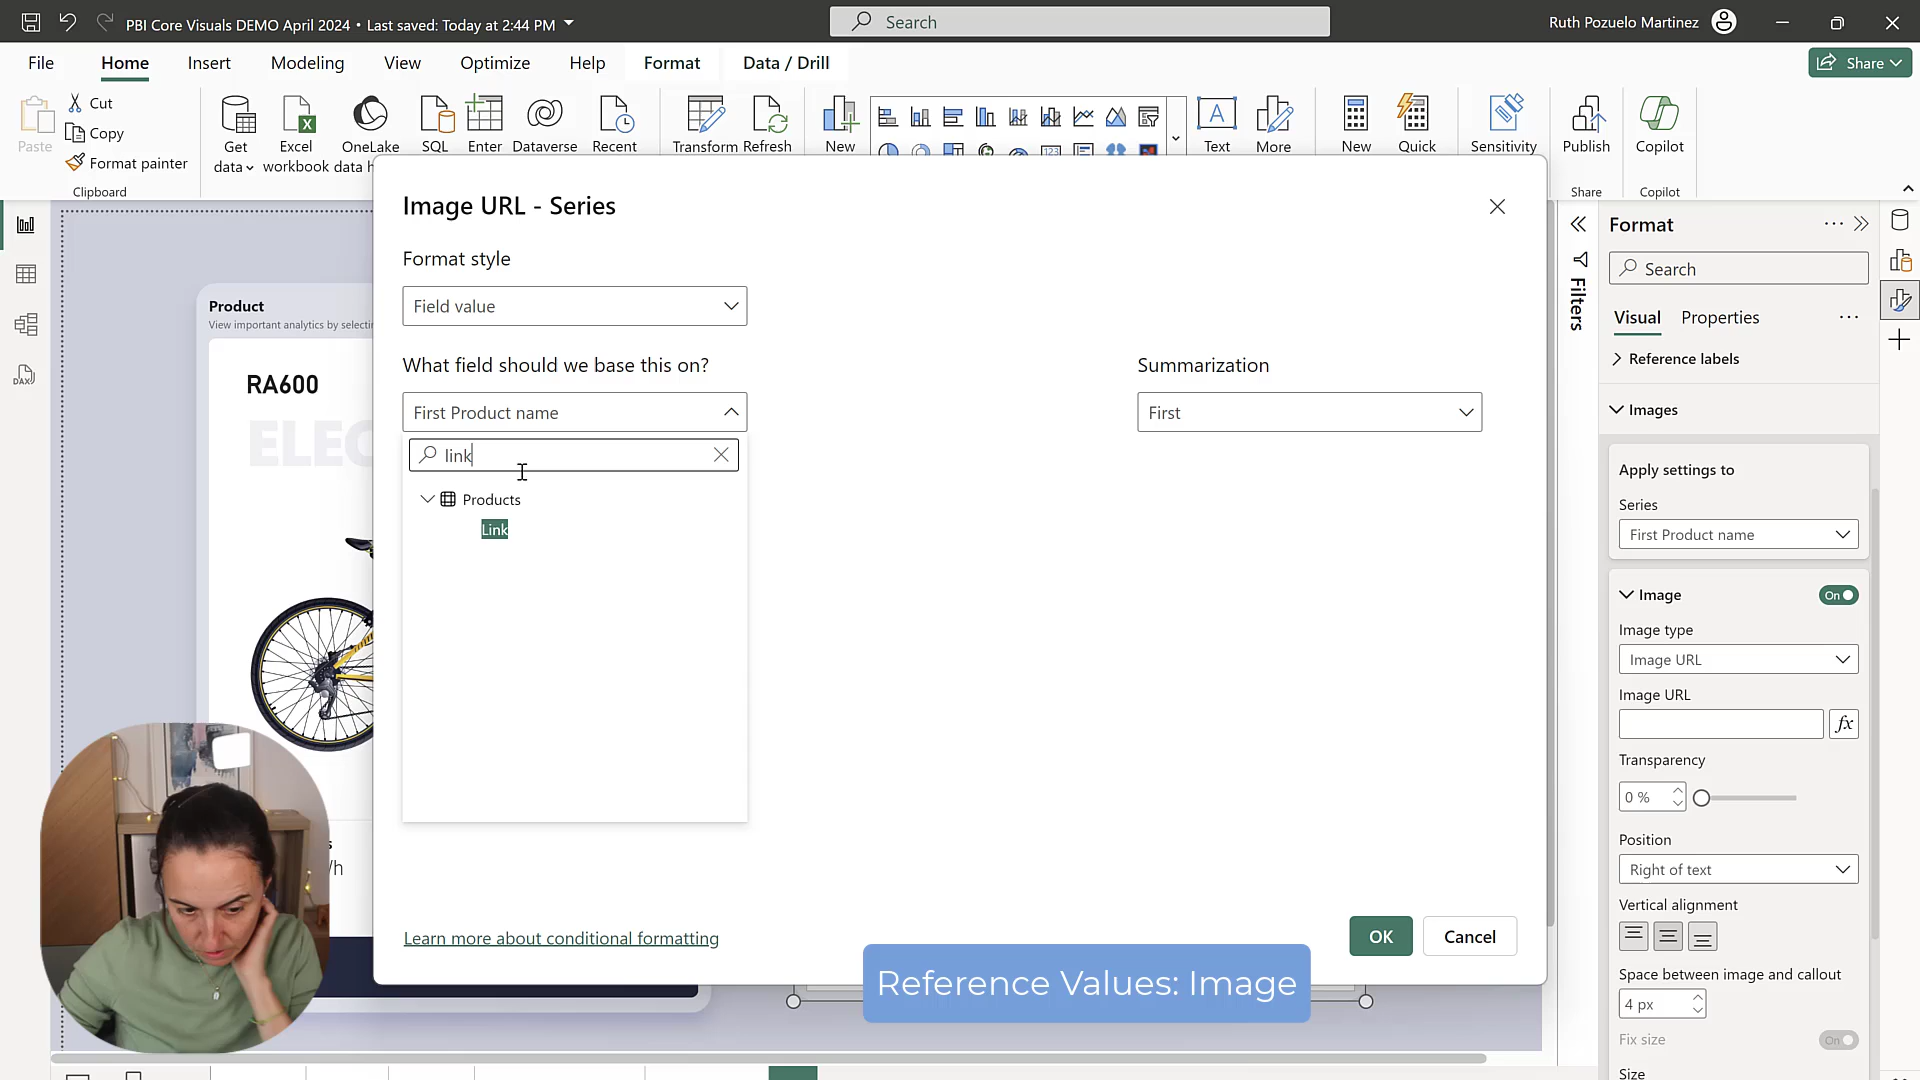 PBI Core Visuals DEMO April 2024 • Last saved: Today at 2:44 PM
Search
Ruth Pozuelo Martinez
File
Home
Insert
Modeling
View
Optimize
Help
Format
Data / Drill
Share
Paste
Cut
Copy
Format painter
Clipboard
Get
data
Excel
workbook
OneLake
data h
SQL
Enter
Dataverse
Recent
Transform
Refresh
New
Text
More
New
Quick
Sensitivity
Publish
Share
Copilot
Copilot
Product
View important analytics by selecti
RA600
ELEC
Image URL - Series
Format style
Field value
What field should we base this on?
First Product name
Summarization
First
link
Products
Link
Learn more about conditional formatting
OK
Cancel
Reference Values: Image
Filters
Format
Search
Visual
Properties
Reference labels
Images
Apply settings to
Series
First Product name
Image
On
Image type
Image URL
Image URL
fx
Transparency
0 %
Position
Right of text
Vertical alignment
Space between image and callout
4 px
Fix size
On
Size
DAX